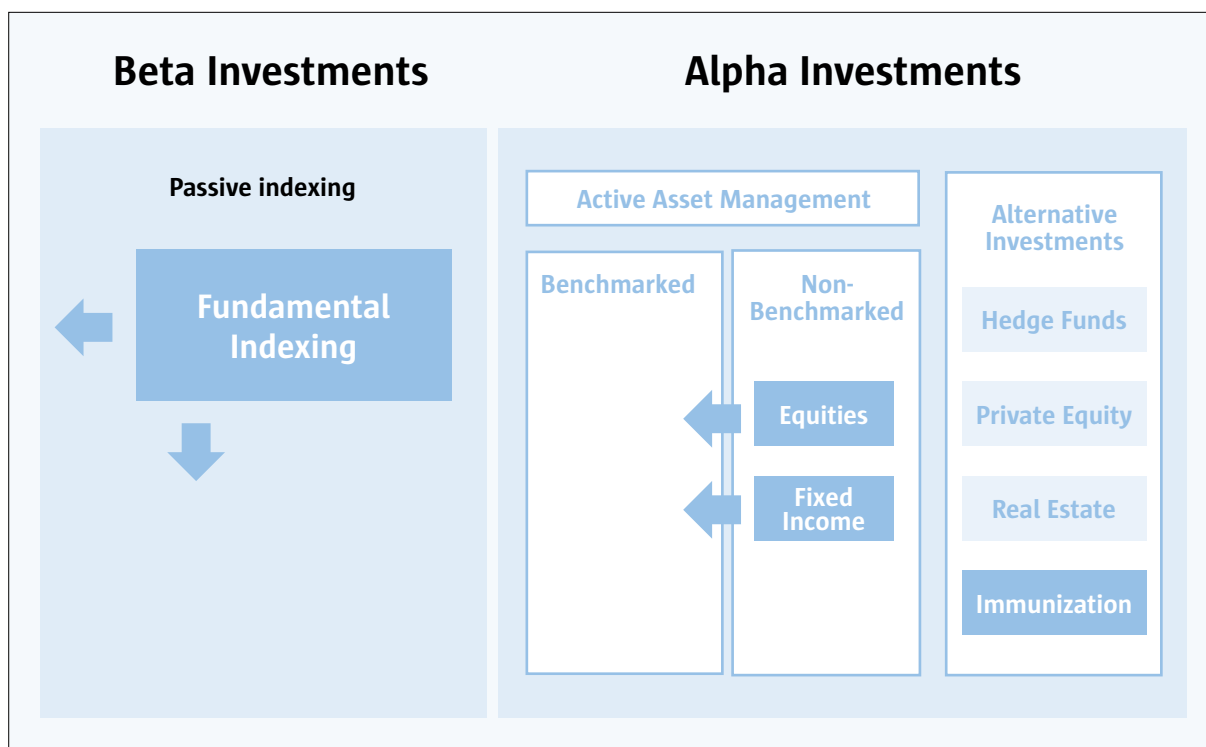 Beta Investments
Alpha Investments
Passive indexing
Fundamental
Indexing
Active Asset Management
Benchmarked
Non-
Benchmarked
Equities
Fixed
Income
Alternative
Investments
Hedge Funds
Private Equity
Real Estate
Immunization